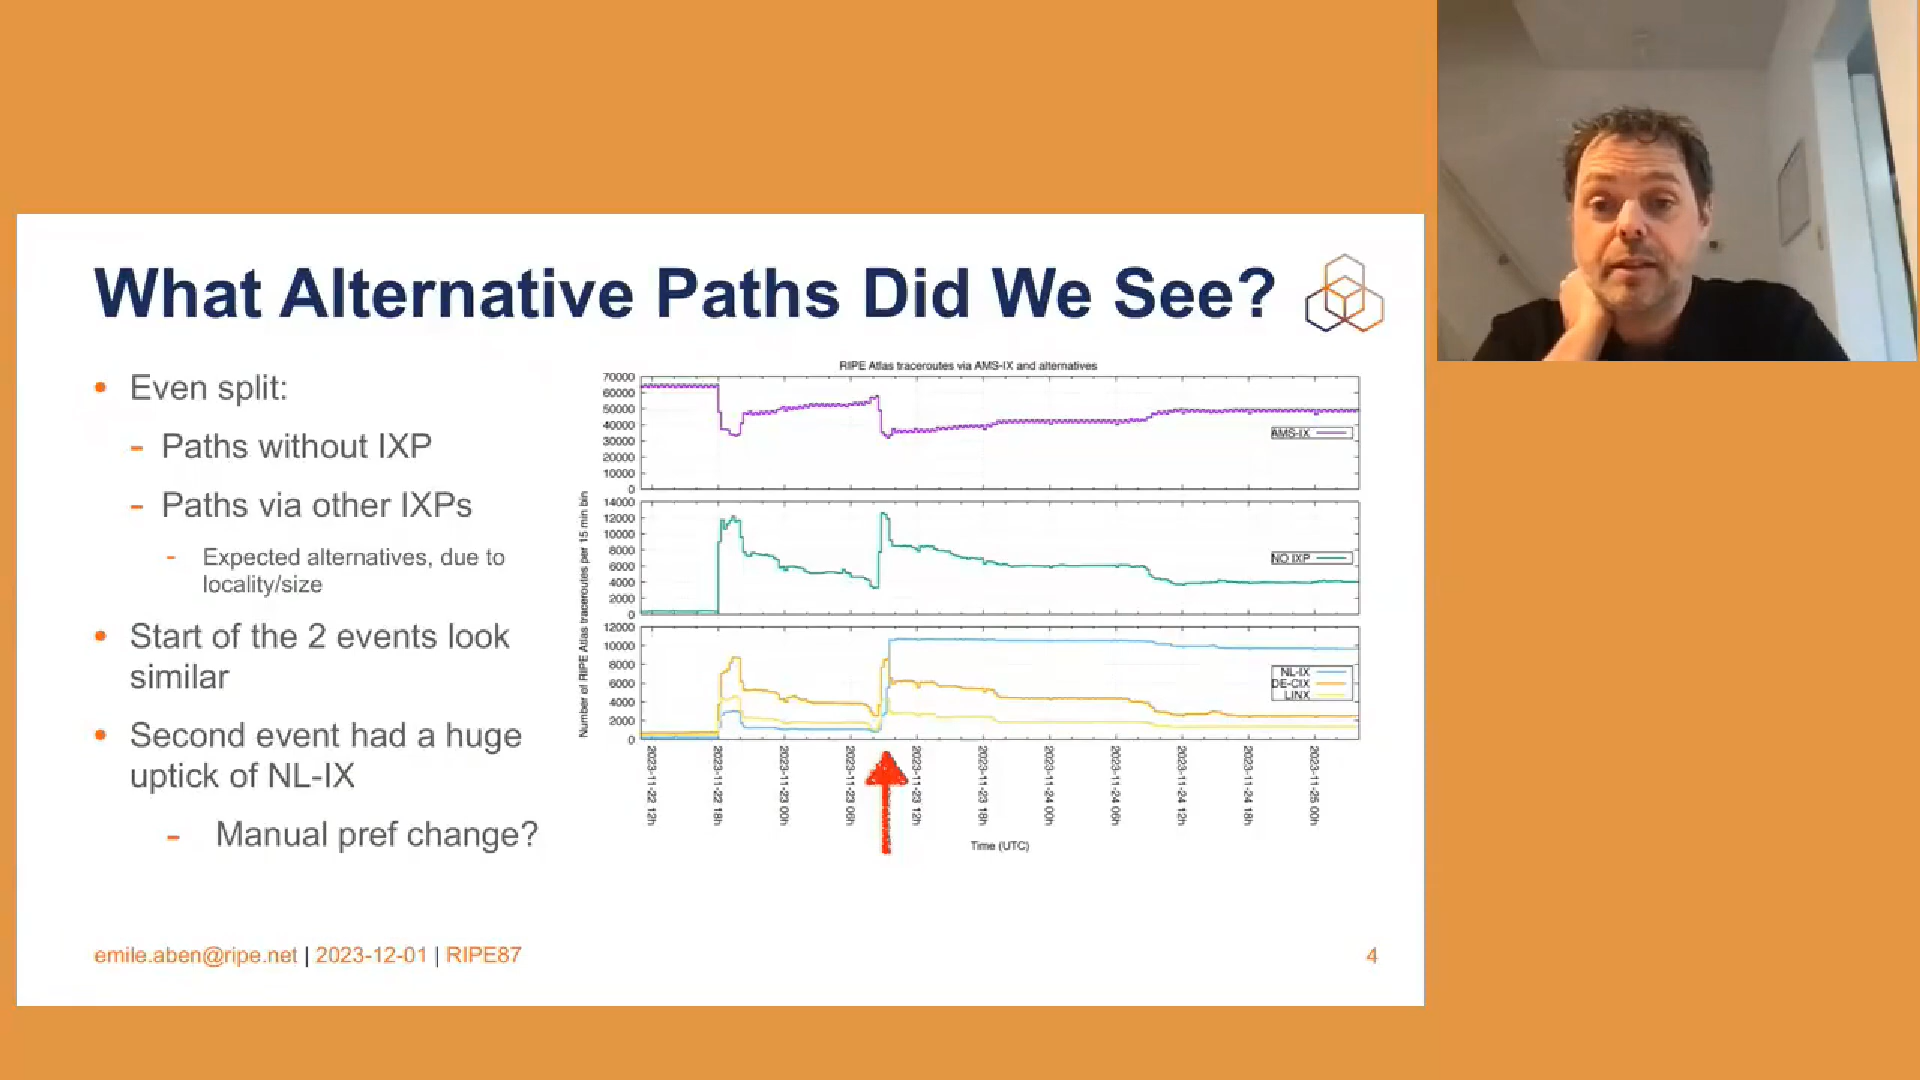 What Alternative Paths Did We See?
• Even split:
- Paths without IXP
- Paths via other IXPs
- Expected alternatives, due to
locality/size
• Start of the 2 events look
similar
• Second event had a huge
uptick of NL-IX
- Manual pref change?
RIPE Atlas traceroutes via AMS-IX and alternatives
Number of RIPE Atlas traceroutes per 15 min bin
70000
60000
50000
40000
30000
20000
10000
0
AMS-IX
14000
12000
10000
8000
6000
4000
2000
0
NO IXP
12000
10000
8000
6000
4000
2000
0
NL-IX
DE-CIX
LINX
2023-11-22 12h
2023-11-22 18h
2023-11-23 00h
2023-11-23 06h
2023-11-23 12h
2023-11-23 18h
2023-11-24 00h
2023-11-24 06h
2023-11-24 12h
2023-11-24 18h
2023-11-25 00h
Time (UTC)
emile.aben@ripe.net | 2023-12-01 | RIPE87
4